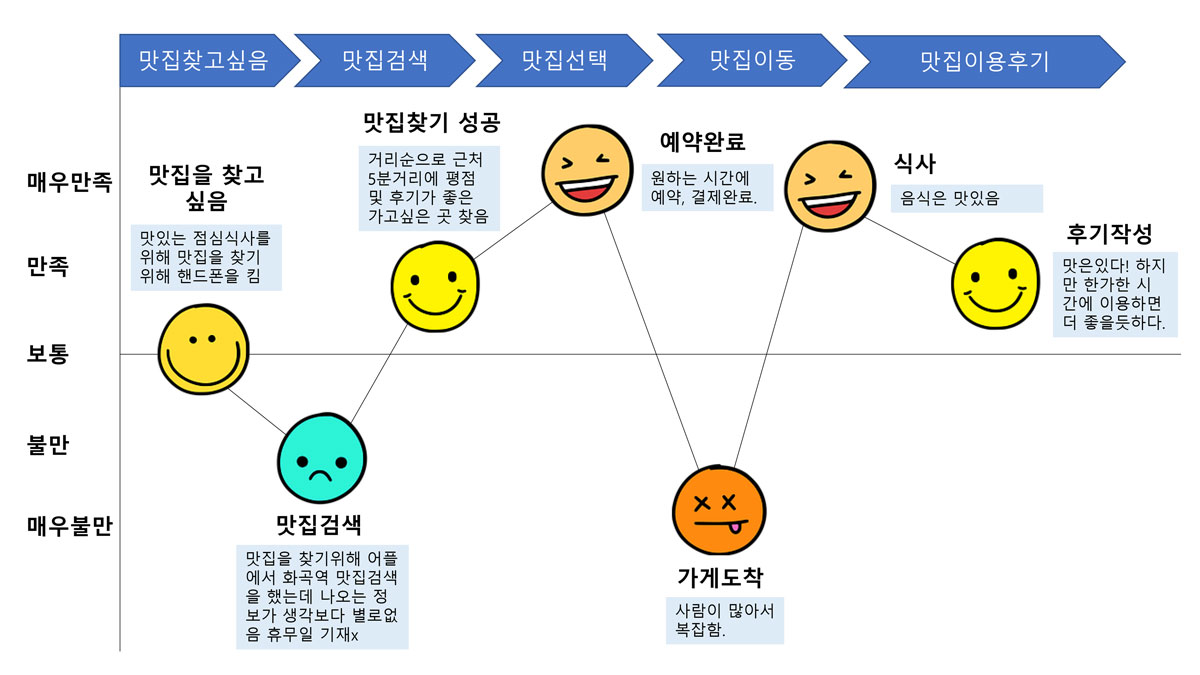 맛집찾고싶음
맛집검색
맛집선택
맛집이동
맛집이용후기
매우만족
만족
보통
불만
매우불만
맛집을 찾고
싶음
맛있는 점심식사를
위해 맛집을 찾기
위해 핸드폰을 킴
맛집검색
맛집을 찾기위해 어플
에서 화곡역 맛집검색
을 했는데 나오는 정
보가 생각보다 별로없
음 휴무일 기재x
맛집찾기 성공
거리순으로 근처
5분거리에 평점
및 후기가 좋은
가고싶은 곳 찾음
예약완료
원하는 시간에
예약, 결제완료.
가게도착
사람이 많아서
복잡함.
식사
음식은 맛있음
후기작성
맛은있다! 하지
만 한가한 시
간에 이용하면
더 좋을듯하다.